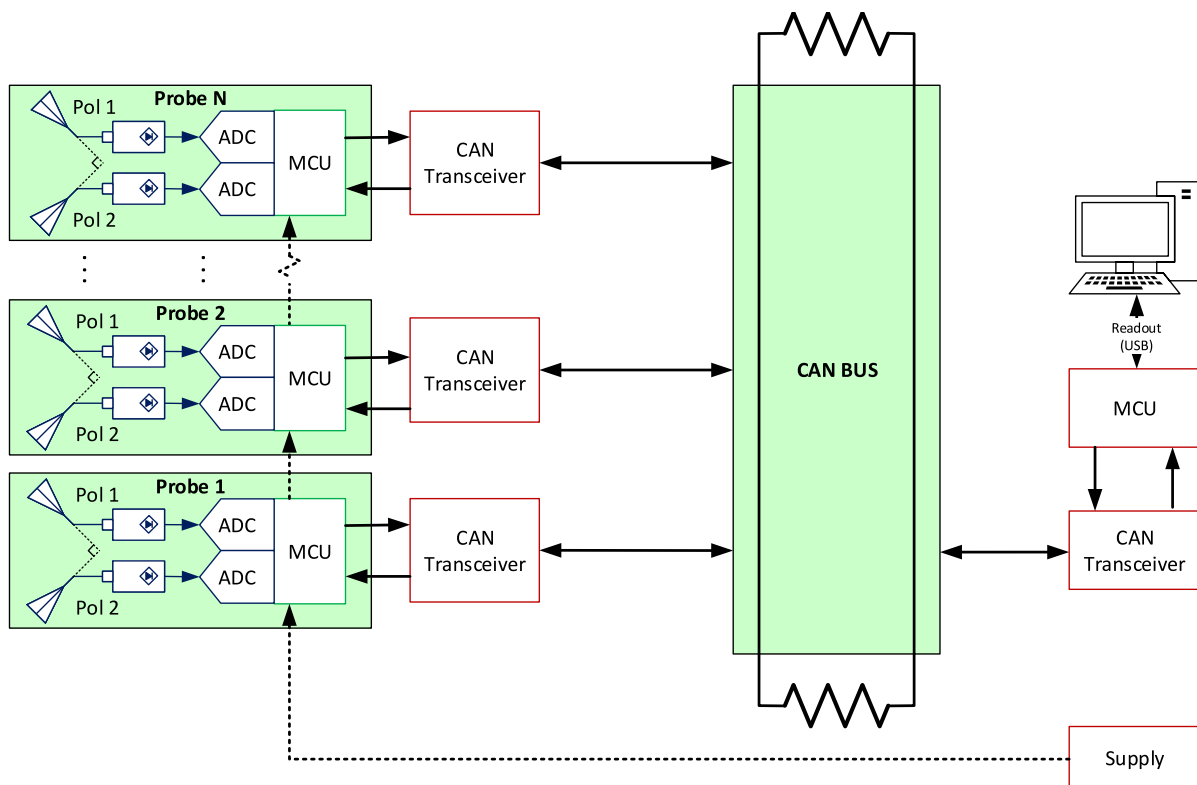 Probe N
Pol 1
ADC
MCU
ADC
Pol 2
CAN
Transceiver
Probe 2
Pol 1
ADC
MCU
ADC
Pol 2
CAN
Transceiver
Probe 1
Pol 1
ADC
MCU
ADC
Pol 2
CAN
Transceiver
CAN BUS
Readout
(USB)
MCU
CAN
Transceiver
Supply